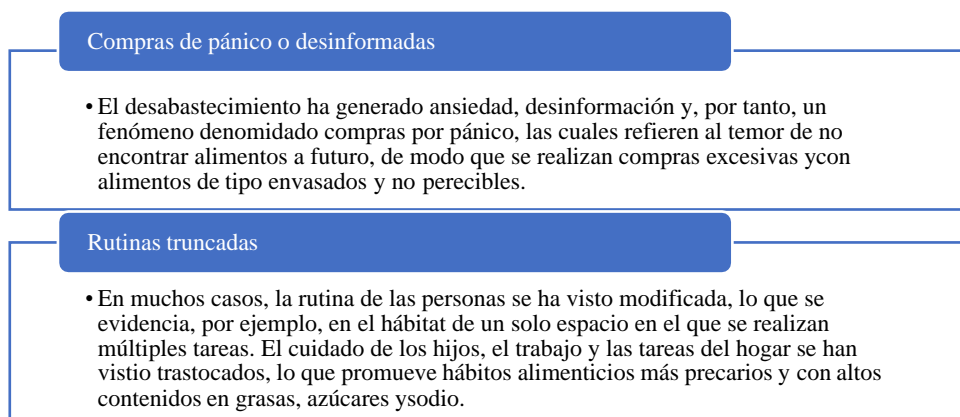 Compras de pánico o desinformadas
• El desabastecimiento ha generado ansiedad, desinformación y, por tanto, un
fenómeno denomidado compras por pánico, las cuales refieren al temor de no
encontrar alimentos a futuro, de modo que se realizan compras excesivas ycon
alimentos de tipo envasados y no perecibles.
Rutinas truncadas
• En muchos casos, la rutina de las personas se ha visto modificada, lo que se
evidencia, por ejemplo, en el hábitat de un solo espacio en el que se realizan
múltiples tareas. El cuidado de los hijos, el trabajo y las tareas del hogar se han
vistio trastocados, lo que promueve hábitos alimenticios más precarios y con altos
contenidos en grasas, azúcares ysodio.